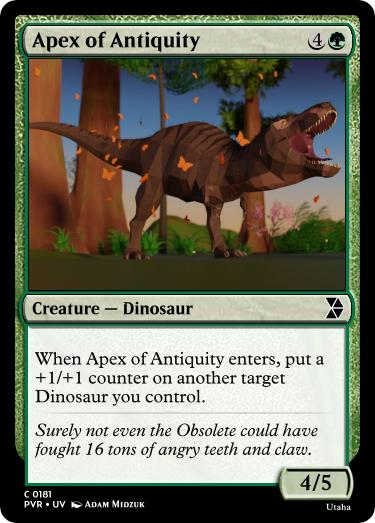 Apex of Antiquity 4
Creature — Dinosaur
When Apex of Antiquity enters, put a
+1/+1 counter on another target
Dinosaur you control.
Surely not even the Obsolete could have
fought 16 tons of angry teeth and claw.
4/5
C 0181
PVR • UV Adam Midzuk
Utaha